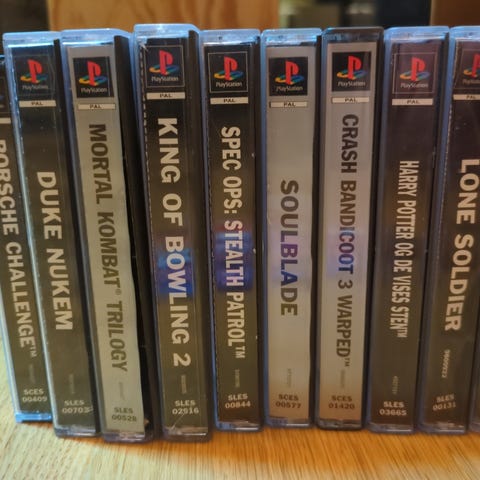 PORSCHE CHALLENGE™
SCES
00409
PlayStation
PAL
DUKE NUKEM
SLES
00703
PlayStation
PAL
MORTAL KOMBAT® TRILOGY
SLES
00528
PlayStation
PAL
KING OF BOWLING 2
SLES
02916
PlayStation
PAL
SPEC OPS: STEALTH PATROL™
SLES
00844
PlayStation
PAL
SOULBLADE
SCES
00577
PlayStation
PAL
CRASH BANDICOOT 3 WARPED™
SCES
01420
PlayStation
PAL
HARRY POTTER OG DE VISES STEN™
SLES
03665
PlayStation
PAL
LONE SOLDIER
SLES
00131